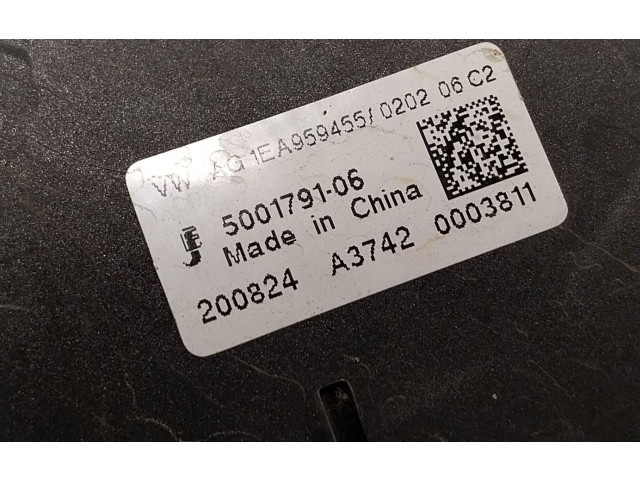 VW AG 1EA959455/ 0202 06 C2
5001791-06
Made in China
200824 A3742 0003811